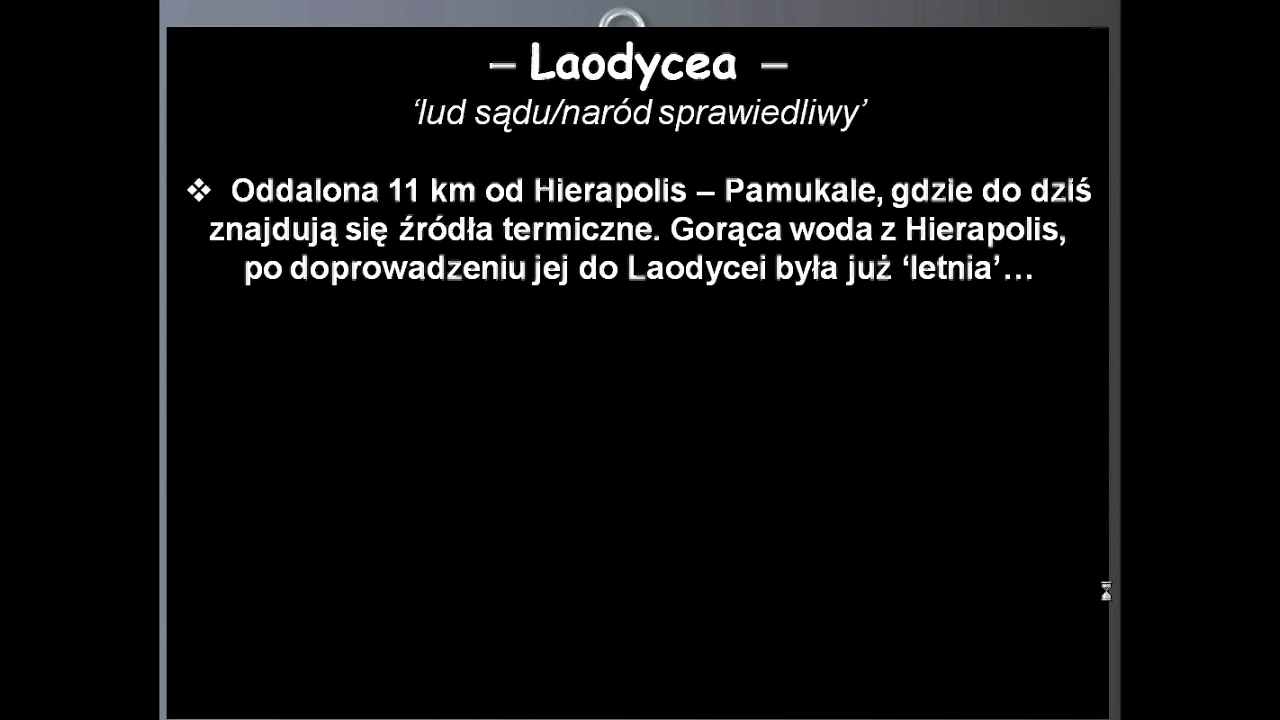 – Laodycea –
‘lud sądu/naród sprawiedliwy’
❖ Oddalona 11 km od Hierapolis – Pamukale, gdzie do dziś
znajdują się źródła termiczne. Gorąca woda z Hierapolis,
po doprowadzeniu jej do Laodycei była już ‘letnia’…